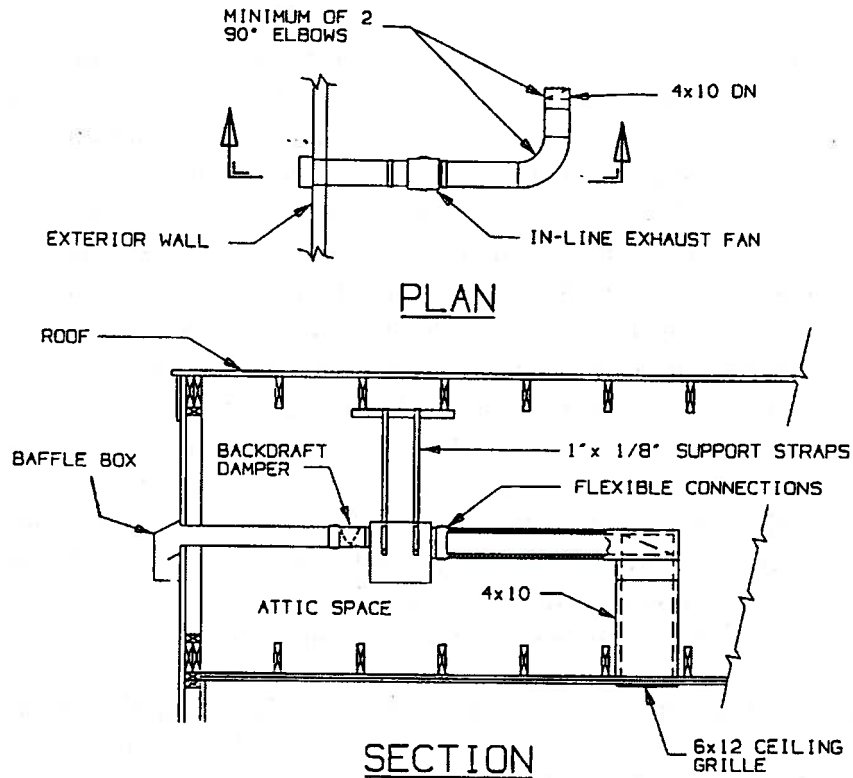 MINIMUM OF 2
90° ELBOWS
4x10 DN
EXTERIOR WALL
IN-LINE EXHAUST FAN
PLAN
ROOF
BAFFLE BOX
BACKDRAFT
DAMPER
1"x 1/8" SUPPORT STRAPS
FLEXIBLE CONNECTIONS
ATTIC SPACE
4x10
6x12 CEILING
GRILLE
SECTION